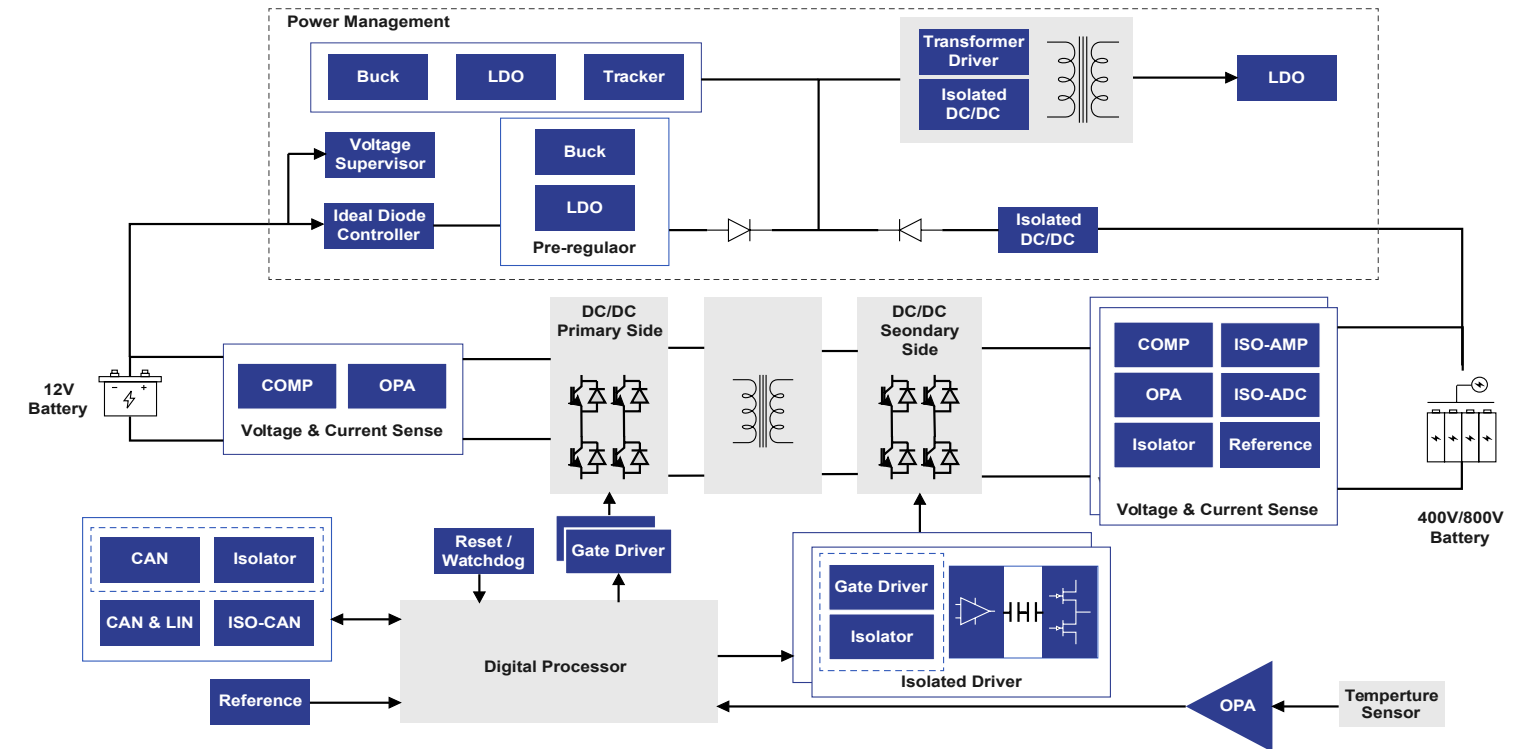 Power Management
Buck
LDO
Tracker
Transformer
Driver
Isolated
DC/DC
LDO
Voltage
Supervisor
Ideal Diode
Controller
Buck
LDO
Pre-regulaor
Isolated
DC/DC
12V
Battery
- +
COMP
OPA
Voltage & Current Sense
DC/DC
Primary Side
DC/DC
Seondary
Side
COMP
ISO-AMP
OPA
ISO-ADC
Isolator
Reference
Voltage & Current Sense
400V/800V
Battery
CAN
Isolator
CAN & LIN
ISO-CAN
Reset /
Watchdog
Gate Driver
Gate Driver
Isolator
Isolated Driver
Digital Processor
Reference
OPA
Temperture
Sensor